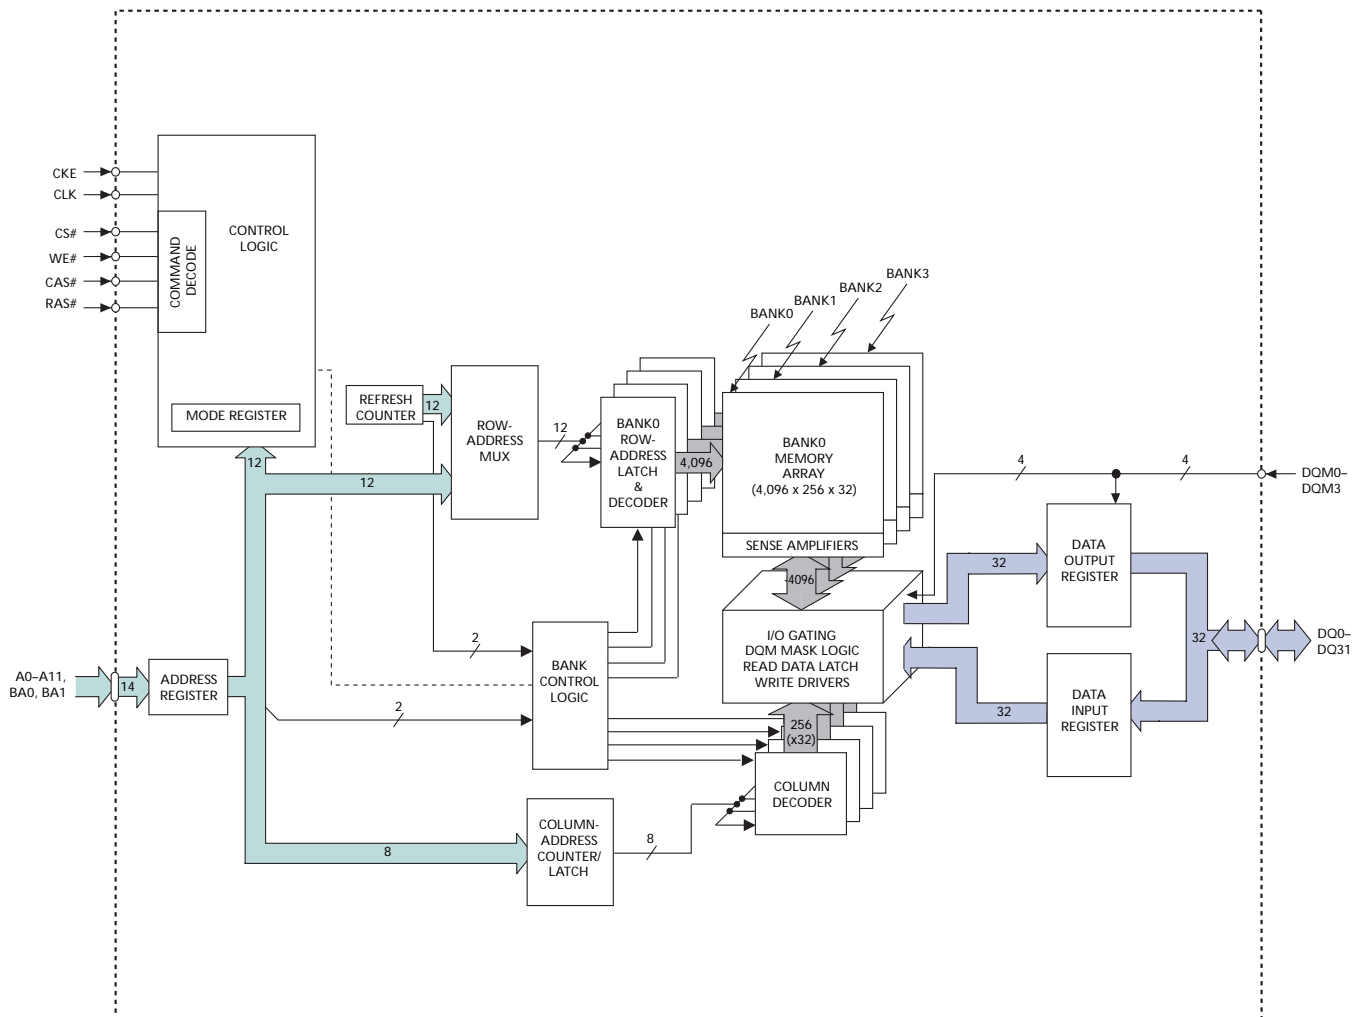 CKE
CLK
CS#
WE#
CAS#
RAS#
COMMAND
DECODE
CONTROL
LOGIC
MODE REGISTER
12
12
REFRESH
COUNTER
12
ROW-
ADDRESS
MUX
12
BANK0
ROW-
ADDRESS
LATCH
&
DECODER
4,096
BANK0
BANK1
BANK2
BANK3
BANK0
MEMORY
ARRAY
(4,096 x 256 x 32)
SENSE AMPLIFIERS
4096
I/O GATING
DQM MASK LOGIC
READ DATA LATCH
WRITE DRIVERS
256
(x32)
COLUMN
DECODER
2
2
BANK
CONTROL
LOGIC
A0–A11,
BA0, BA1
14
ADDRESS
REGISTER
8
COLUMN-
ADDRESS
COUNTER/
LATCH
8
4
4
DQM0–
DQM3
32
DATA
OUTPUT
REGISTER
32
DQ0–
DQ31
32
DATA
INPUT
REGISTER